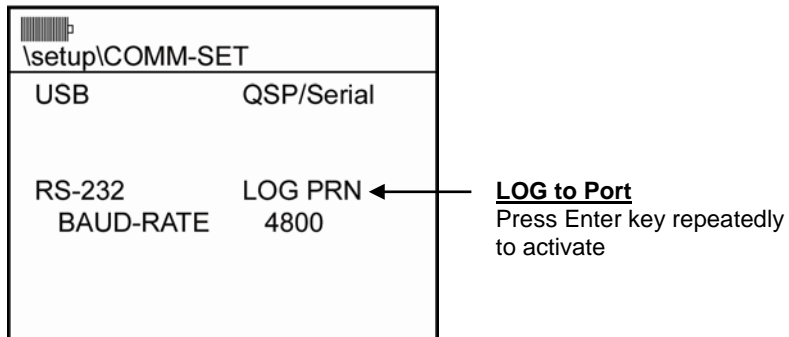 \setup\COMM-SET
USB QSP/Serial
RS-232 LOG PRN
BAUD-RATE 4800
LOG to Port
Press Enter key repeatedly
to activate